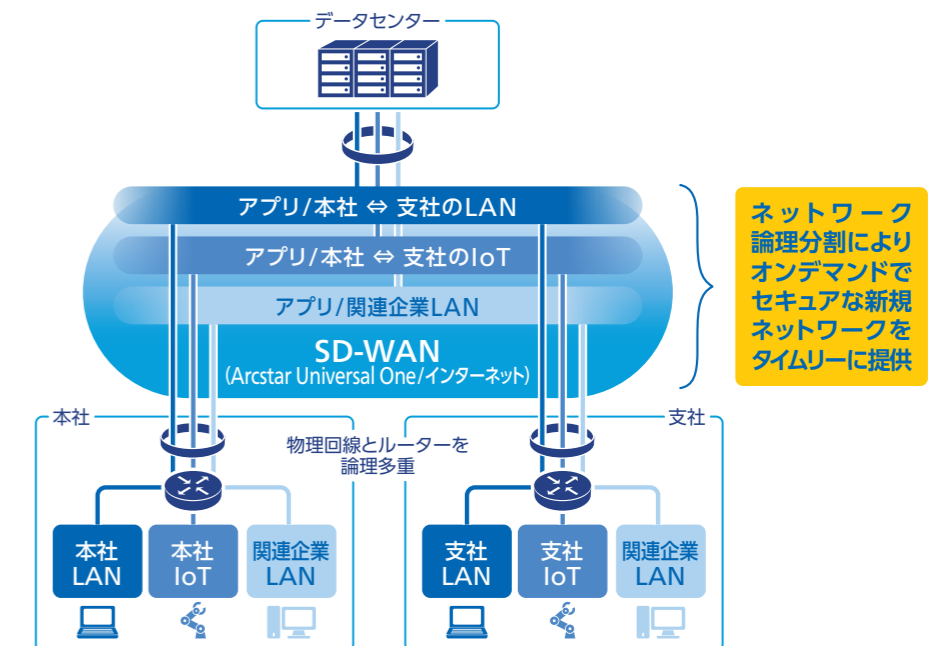 データセンター
アプリ/本社 ⇔ 支社のLAN
アプリ/本社 ⇔ 支社のIoT
アプリ/関連企業LAN
SD-WAN
(Arcstar Universal One/インターネット)
ネットワーク
論理分割により
オンデマンドで
セキュアな新規
ネットワークを
タイムリーに提供
本社
物理回線とルーターを
論理多重
支社
本社
LAN
本社
IoT
関連企業
LAN
支社
LAN
支社
IoT
関連企業
LAN